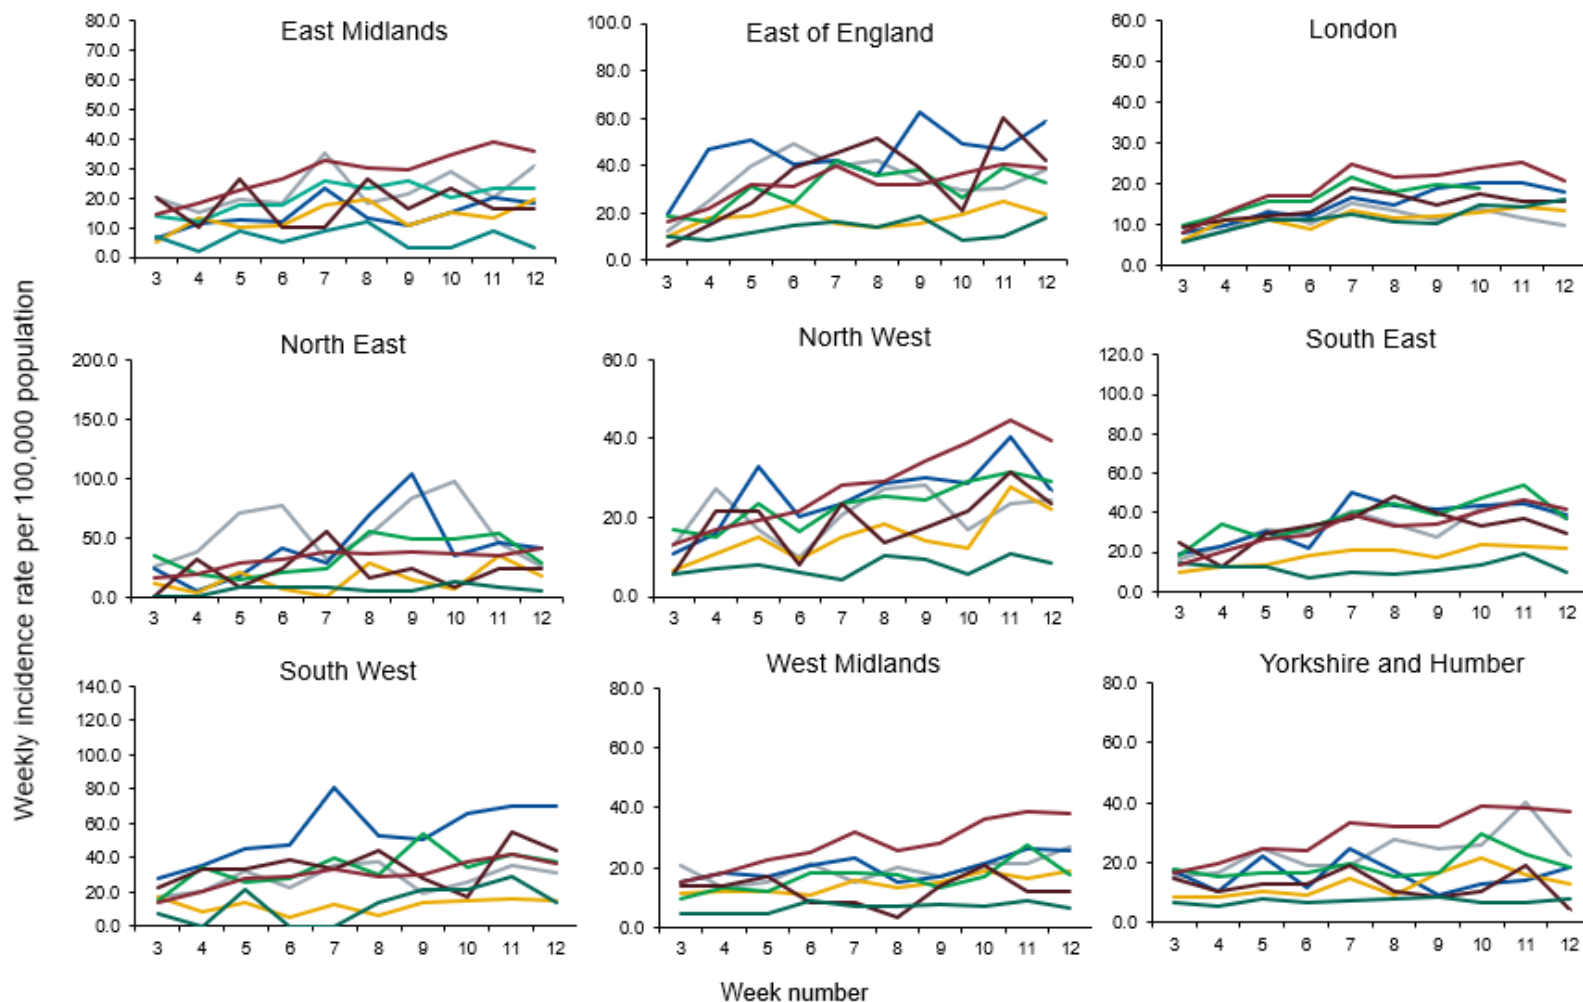 Weekly incidence rate per 100,000 population
East Midlands
80.0
70.0
60.0
50.0
40.0
30.0
20.0
10.0
0.0
3 4 5 6 7 8 9 10 11 12
East of England
100.0
80.0
60.0
40.0
20.0
0.0
3 4 5 6 7 8 9 10 11 12
London
60.0
50.0
40.0
30.0
20.0
10.0
0.0
3 4 5 6 7 8 9 10 11 12
North East
200.0
150.0
100.0
50.0
0.0
3 4 5 6 7 8 9 10 11 12
North West
60.0
40.0
20.0
0.0
3 4 5 6 7 8 9 10 11 12
South East
120.0
100.0
80.0
60.0
40.0
20.0
0.0
3 4 5 6 7 8 9 10 11 12
South West
140.0
120.0
100.0
80.0
60.0
40.0
20.0
0.0
3 4 5 6 7 8 9 10 11 12
West Midlands
80.0
60.0
40.0
20.0
0.0
3 4 5 6 7 8 9 10 11 12
Yorkshire and Humber
80.0
60.0
40.0
20.0
0.0
3 4 5 6 7 8 9 10 11 12
Week number